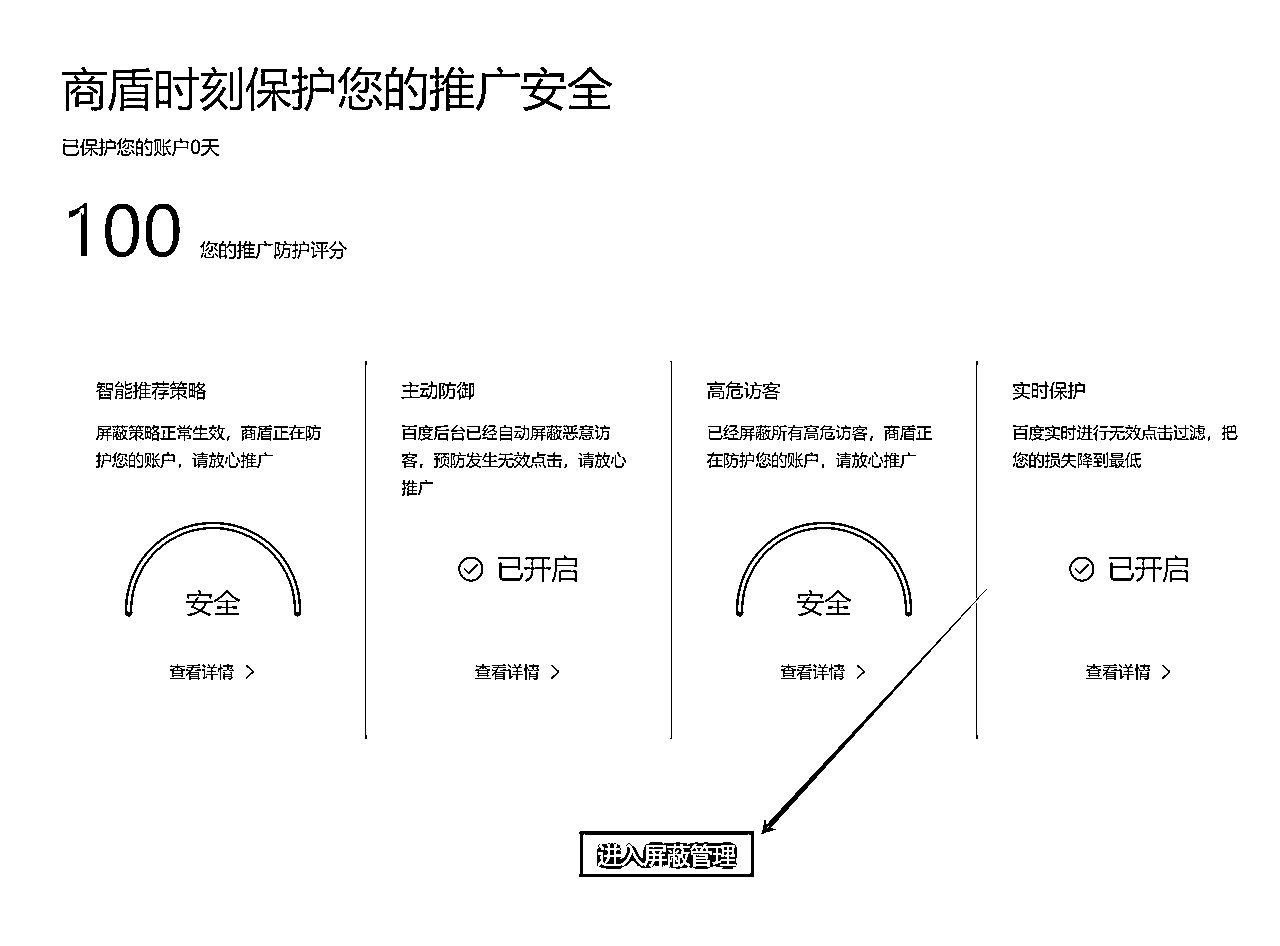 商盾时刻保护您的推广安全
已保护您的账户0天
100 您的推广防护评分
智能推荐策略
屏蔽策略正常生效，商盾正在防
护您的账户，请放心推广
安全
查看详情
主动防御
百度后台已经自动屏蔽恶意访
客，预防发生无效点击，请放心
推广
已开启
查看详情
高危访客
已经屏蔽所有高危访客，商盾正
在防护您的账户，请放心推广
安全
查看详情
实时保护
百度实时进行无效点击过滤，把
您的损失降到最低
已开启
查看详情
进入屏蔽管理